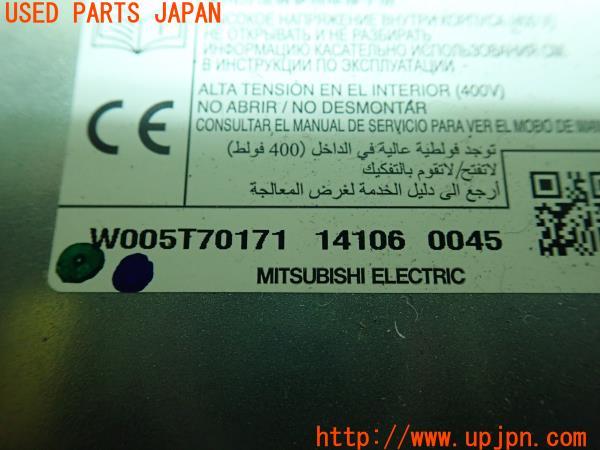 USED PARTS JAPAN
ВЫСОКОЕ НАПРЯЖЕНИЕ ВНУТРИ КОРПУСА
НЕ ОТКРЫВАТЬ И НЕ РАЗБИРАТЬ
ИНФОРМАЦИЮ КАСАТЕЛЬНО ИСПОЛЬЗОВАНИЯ СМ.
В ИНСТРУКЦИИ ПО ЭКСПЛУАТАЦИИ
ALTA TENSIÓN EN EL INTERIOR (400V)
NO ABRIR / NO DESMONTAR
CONSULTAR EL MANUAL DE SERVICIO PARA VER EL MOBO DE
CE
توجد فولطية عالية في الداخل (400 فولط)
لاتفتح/لاتقوم بالتفكيك
أرجع الى دليل الخدمة لغرض المعالجة
W005T70171 14106 0045
MITSUBISHI ELECTRIC
UPJ
http://www.upjpn.com/